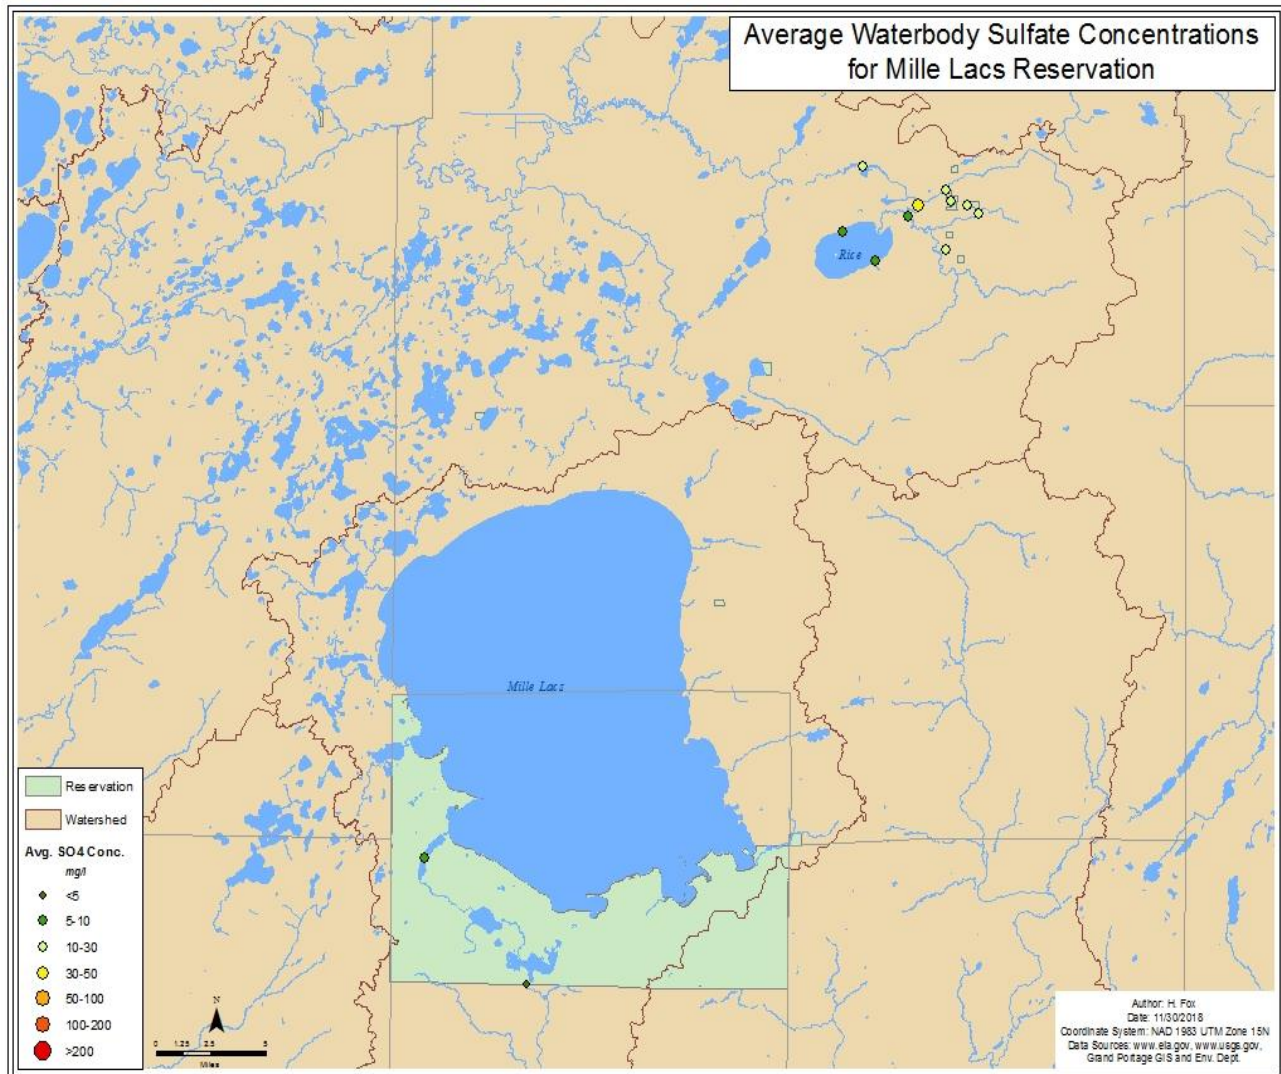 Average Waterbody Sulfate Concentrations
for Mille Lacs Reservation
Rice
Mille Lacs
Reservation
Watershed
Avg. SO4 Conc.
mg/l
<5
5-10
10-30
30-50
50-100
100-200
>200
N
0 1.25 2.5 5
Miles
Author: H. Fox
Date: 11/30/2018
Coordinate System: NAD 1983 UTM Zone 15N
Data Sources: www.ela.gov, www.usgs.gov,
Grand Portage GIS and Env. Dept.